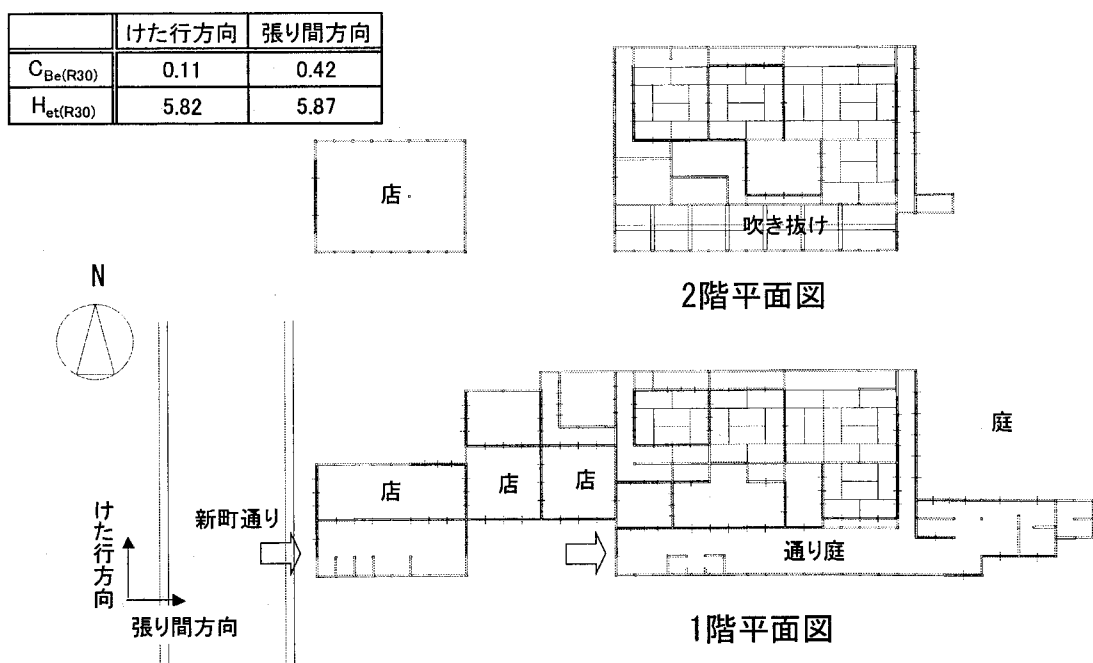 けた行方向 張り間方向
C_Be(R30) 0.11 0.42
H_et(R30) 5.82 5.87
店
吹き抜け
2階平面図
N
新町通り
店
店
店
庭
通り庭
けた行方向
張り間方向
1階平面図